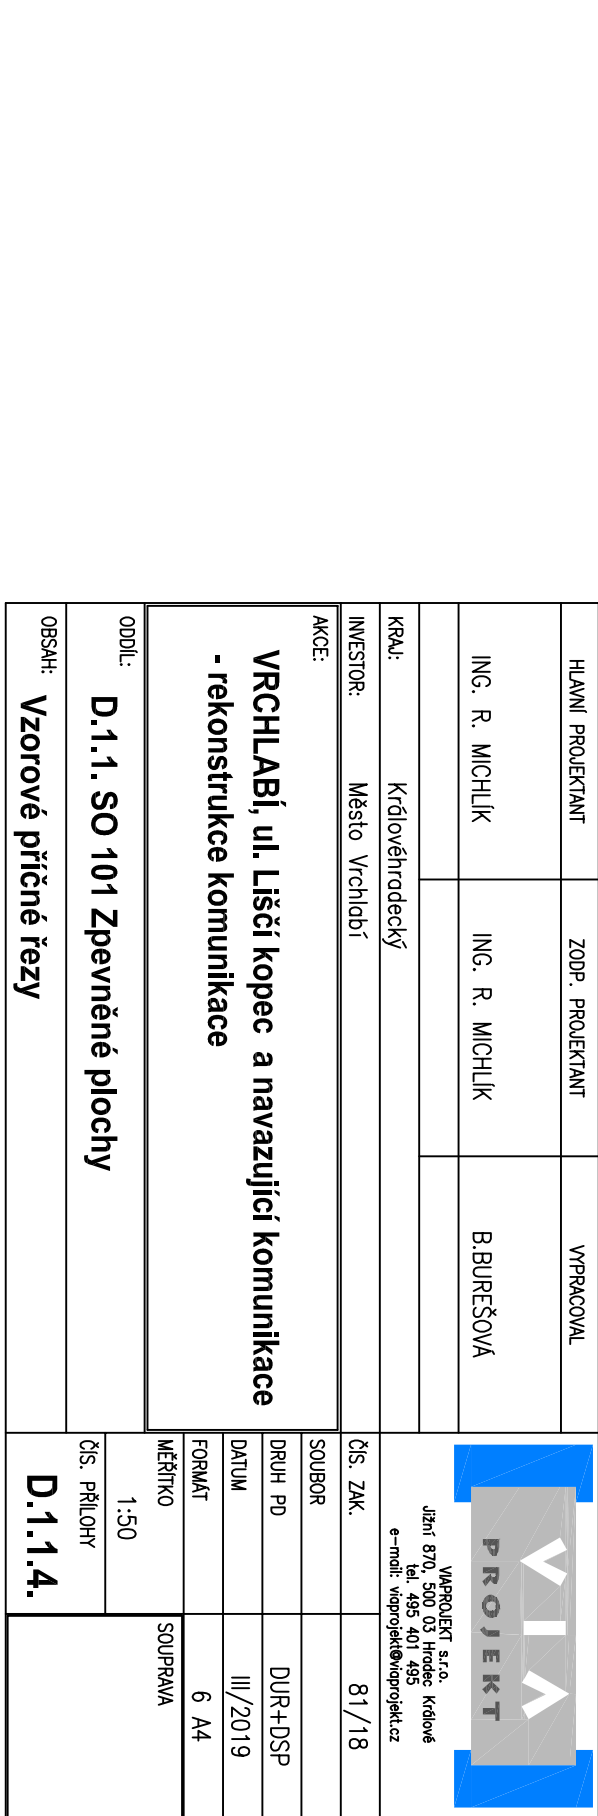 HLAVNÍ PROJEKTANT
ZODP. PROJEKTANT
VYPRACOVAL
ING. R. MICHLÍK
ING. R. MICHLÍK
B.BUREŠOVÁ
VIA
PROJEKT
VIAPROJEKT s.r.o.
Jižní 870, 500 03 Hradec Králové
tel. 495 401 495
e-mail: viaprojekt@viaprojekt.cz
KRAJ: Královéhradecký
INVESTOR: Město Vrchlabí
ČÍS. ZAK. 81/18
AKCE:
VRCHLABÍ, ul. Liščí kopec a navazující komunikace
- rekonstrukce komunikace
SOUBOR
DRUH PD DUR+DSP
DATUM III/2019
FORMÁT 6 A4
MĚŘÍTKO
1:50
SOUPRAVA
ODDÍL: D.1.1. SO 101 Zpevněné plochy
OBSAH: Vzorové příčné řezy
ČÍS. PŘÍLOHY
D.1.1.4.